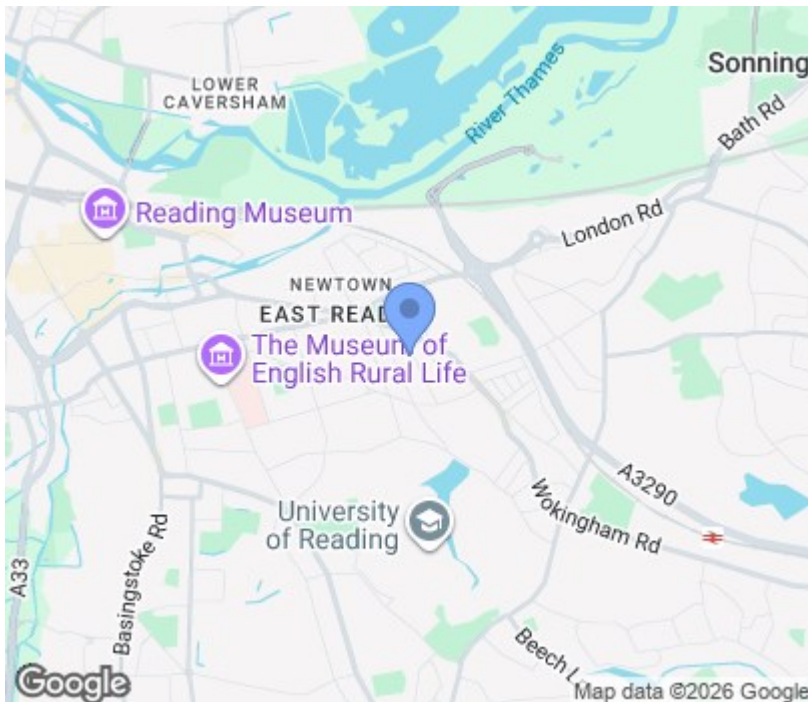 LOWER
CAVERSHAM
Sonning
River Thames
Bath Rd
Reading Museum
London Rd
NEWTOWN
EAST READ
The Museum of
English Rural Life
A3290
Wokingham Rd
University
of Reading
Basingstoke Rd
A33
Beech L
Google
Map data ©2026 Google